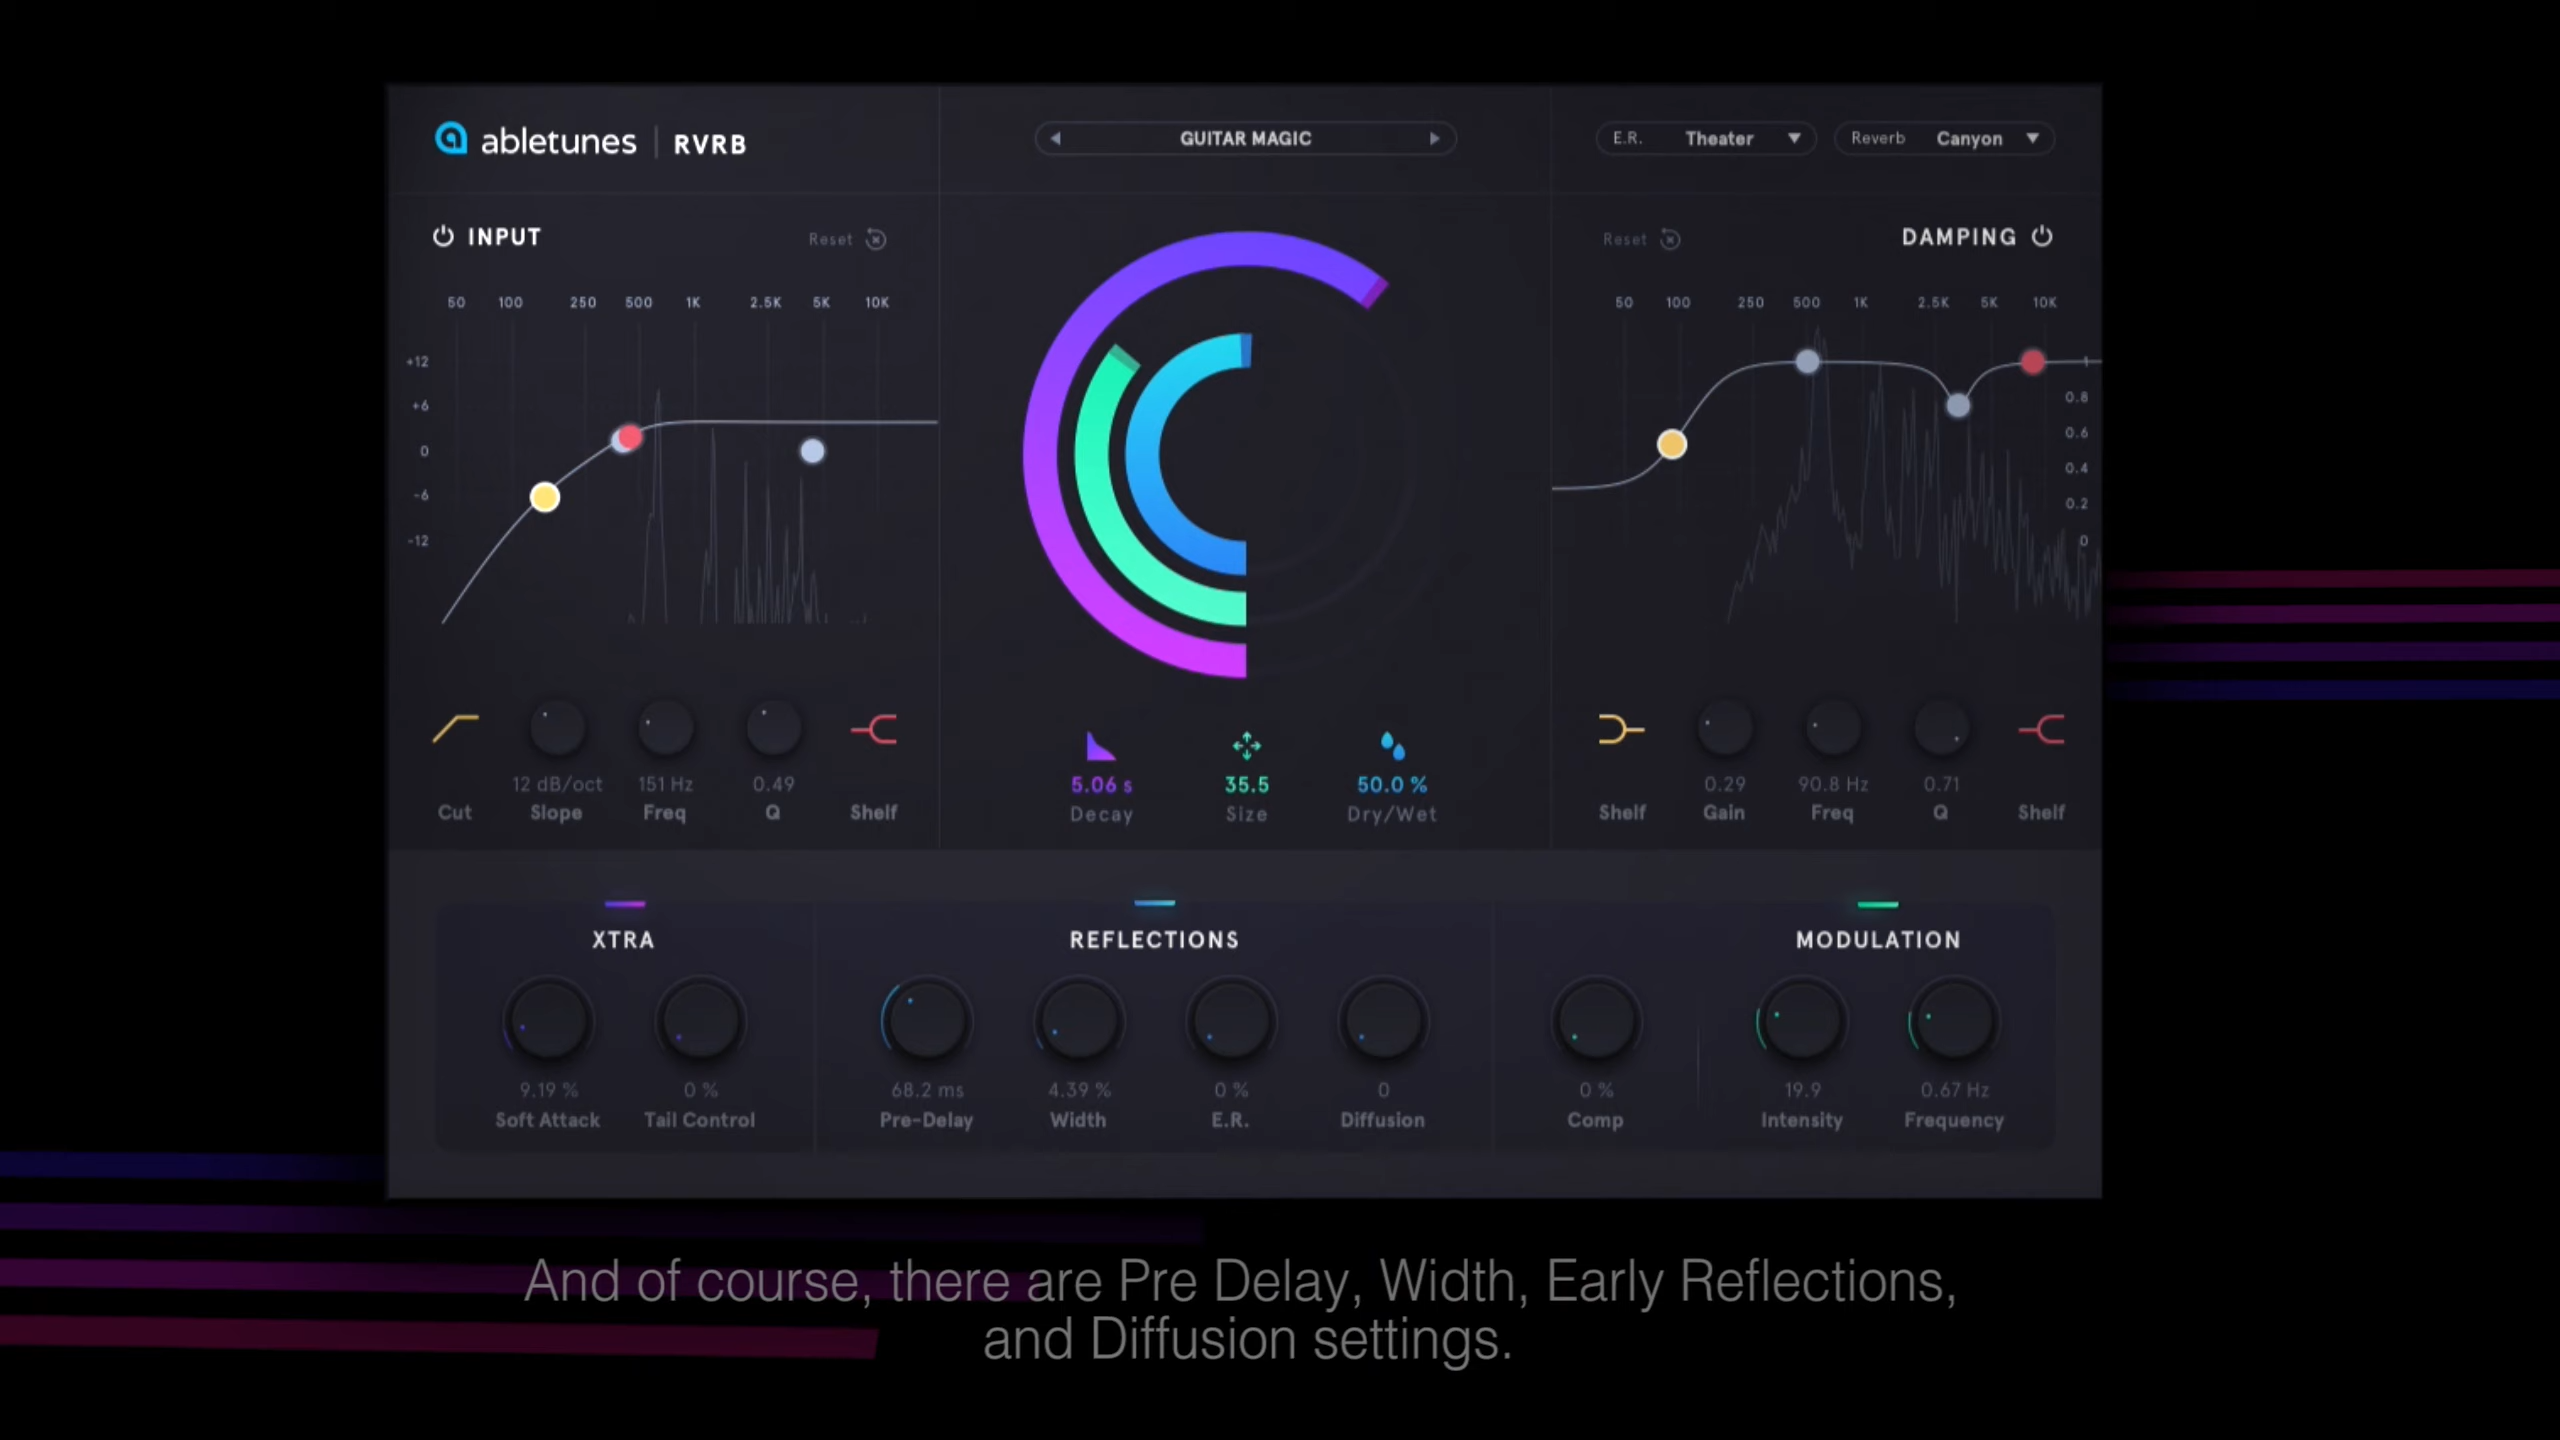 abletunes | RVRB
GUITAR MAGIC
E.R. Theater
Reverb Canyon
INPUT
Reset
50 100 250 500 1K 2.5K 5K 10K
+12
+6
0
-6
-12
12 dB/oct 151 Hz 0.49
Cut Slope Freq Q Shelf
5.06 s 35.5 50.0 %
Decay Size Dry/Wet
Reset
DAMPING
50 100 250 500 1K 2.5K 5K 10K
1
0.8
0.6
0.4
0.2
0
0.29 90.8 Hz 0.71
Shelf Gain Freq Q Shelf
XTRA
9.19 % 0 %
Soft Attack Tail Control
REFLECTIONS
68.2 ms 4.39 % 0 % 0
Pre-Delay Width E.R. Diffusion
MODULATION
0 % 19.9 0.67 Hz
Comp Intensity Frequency
And of course, there are Pre Delay, Width, Early Reflections,
and Diffusion settings.